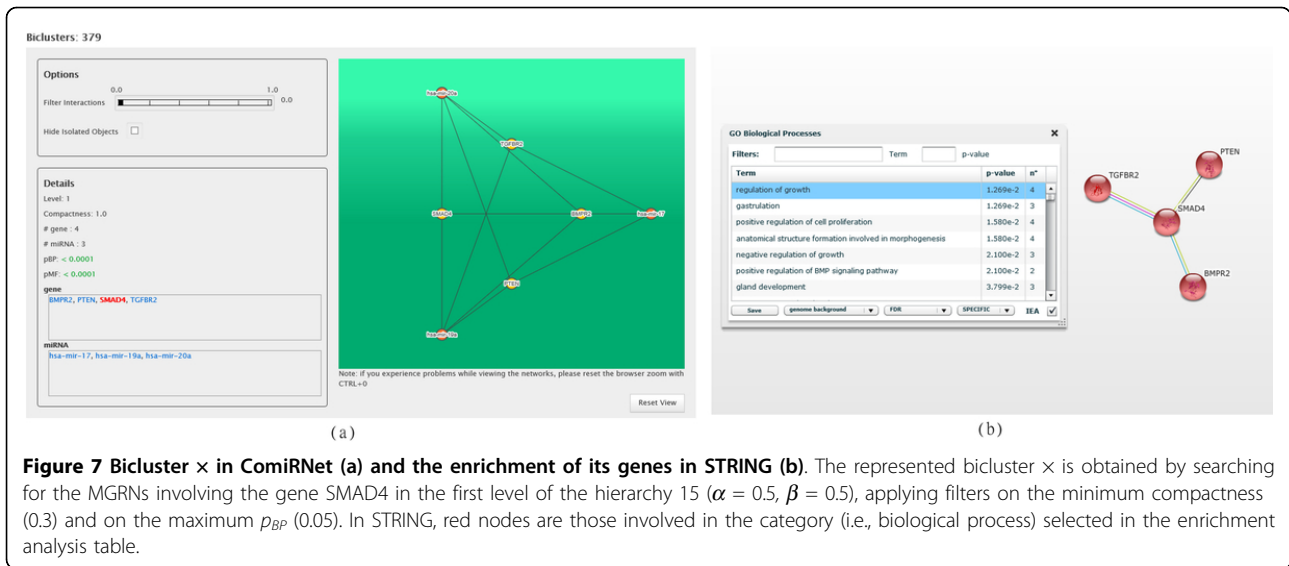 Biclusters: 379
Options
0.0 1.0
Filter Interactions 0.0
Hide Isolated Objects
Details
Level: 1
Compactness: 1.0
# gene : 4
# miRNA : 3
pBP: < 0.0001
pMF: < 0.0001
gene
BMPR2, PTEN, SMAD4, TGFBR2
miRNA
hsa-mir-17, hsa-mir-19a, hsa-mir-20a
hsa-mir-20a
TGFBR2
SMAD4
BMPR2
hsa-mir-17
PTEN
hsa-mir-19a
Note: if you experience problems while viewing the networks, please reset the browser zoom with
CTRL+0
Reset View
(a)
GO Biological Processes
Filters: Term p-value
Term p-value n°
regulation of growth 1.269e-2 4
gastrulation 1.269e-2 3
positive regulation of cell proliferation 1.580e-2 4
anatomical structure formation involved in morphogenesis 1.580e-2 4
negative regulation of growth 2.100e-2 3
positive regulation of BMP signaling pathway 2.100e-2 2
gland development 3.799e-2 3
Save genome background FDR SPECIFIC IEA
TGFBR2
PTEN
SMAD4
BMPR2
(b)
Figure 7 Bicluster × in ComiRNet (a) and the enrichment of its genes in STRING (b). The represented bicluster × is obtained by searching
for the MGRNs involving the gene SMAD4 in the first level of the hierarchy 15 (α = 0.5, β = 0.5), applying filters on the minimum compactness
(0.3) and on the maximum pBP (0.05). In STRING, red nodes are those involved in the category (i.e., biological process) selected in the enrichment
analysis table.